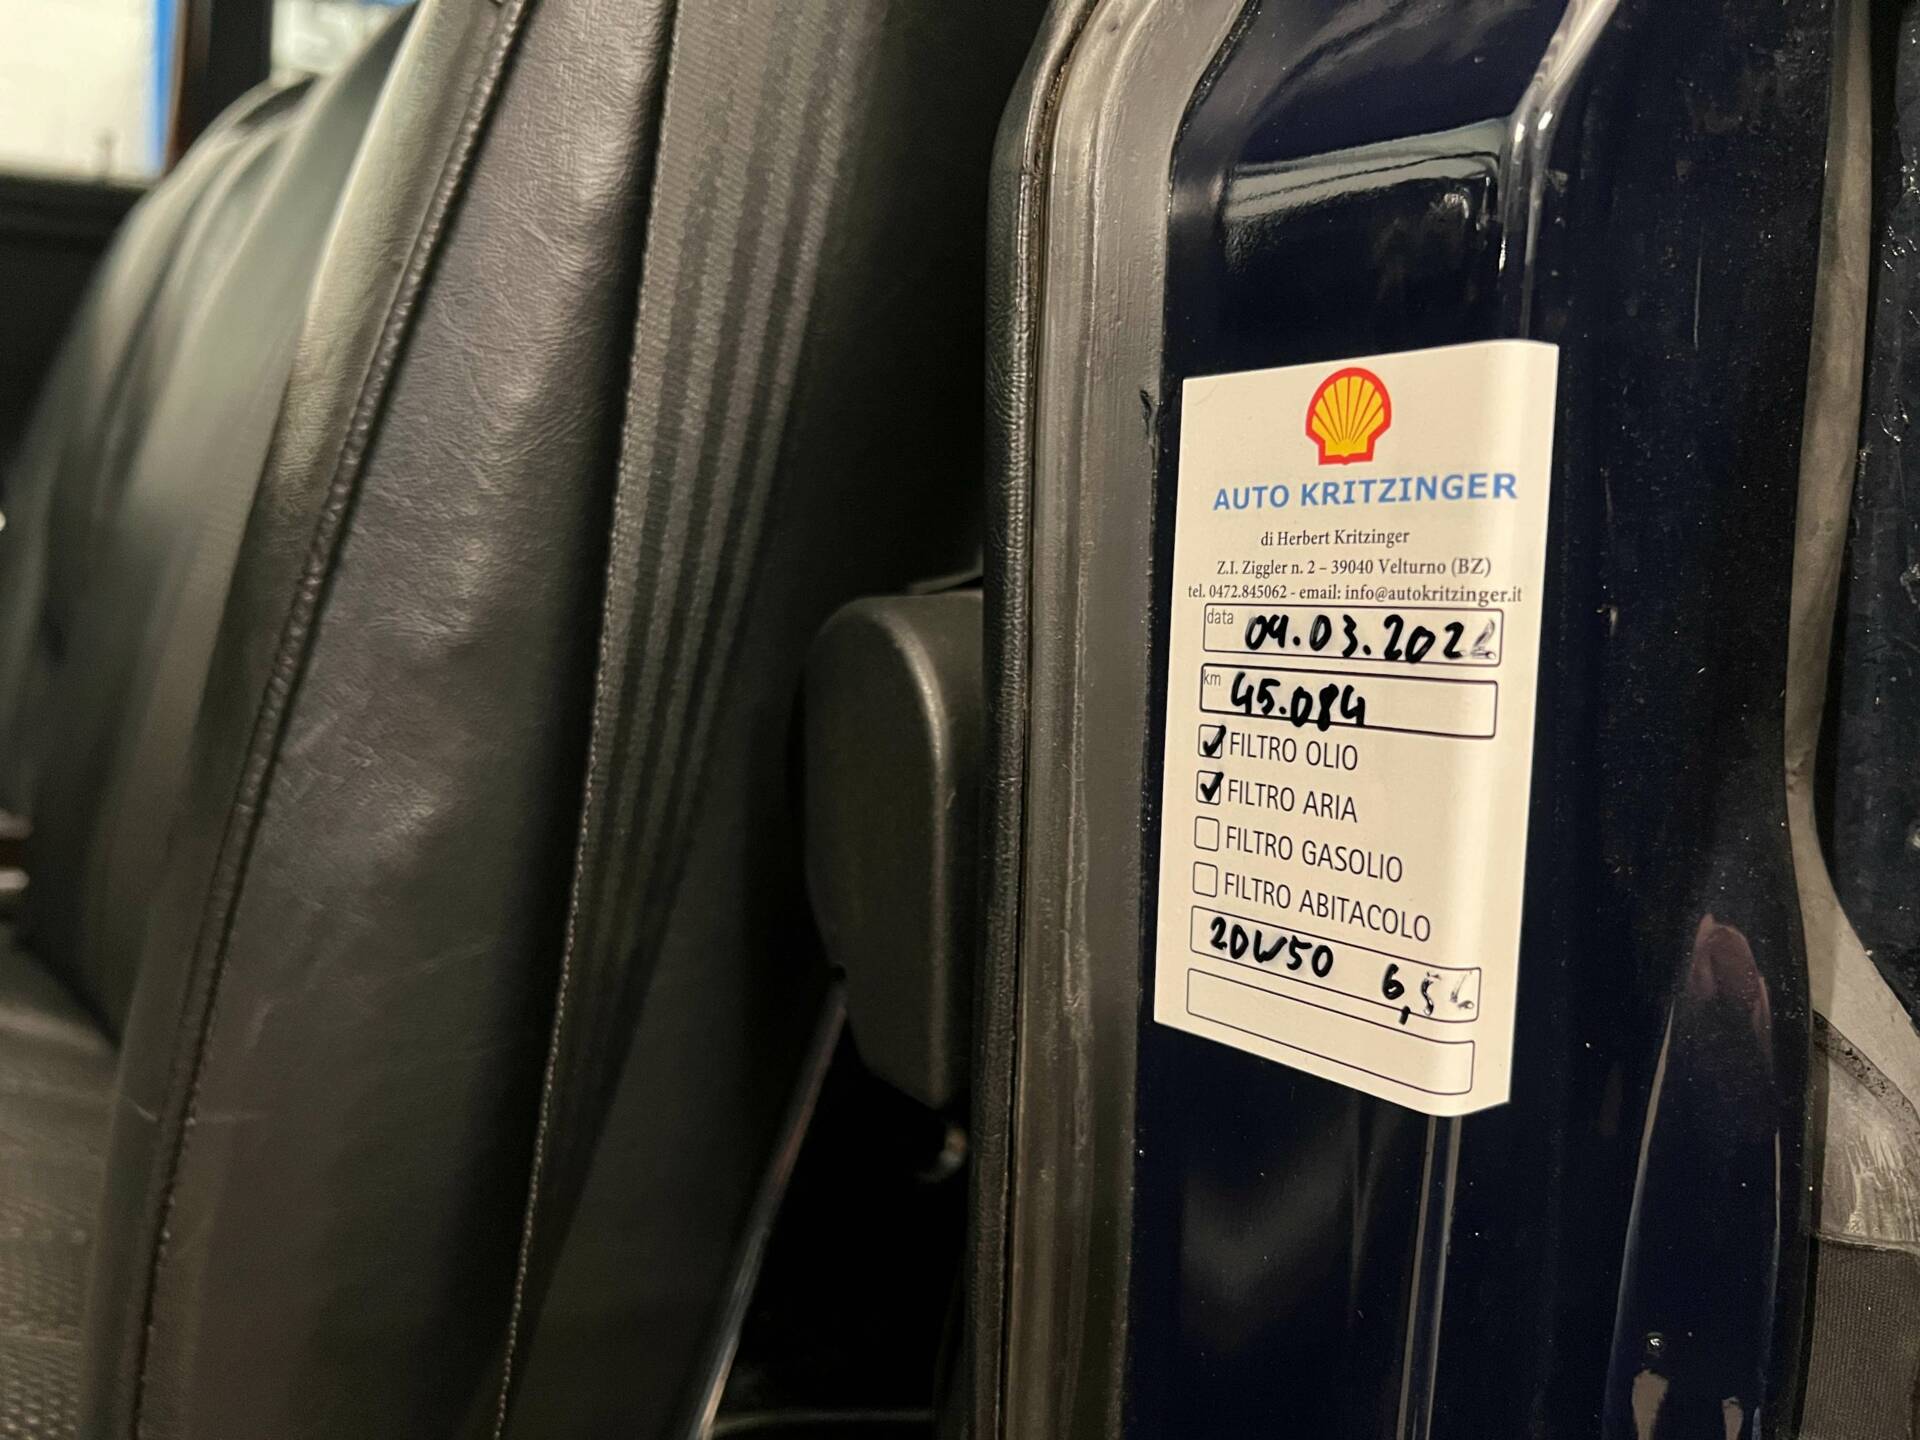 AUTO KRITZINGER
di Herbert Kritzinger
Z.I. Ziggler n. 2 – 39040 Velturno (BZ)
tel. 0472.845062 - email: info@autokritzinger.it
data 04.03.2022
km 45.084
FILTRO OLIO
FILTRO ARIA
FILTRO GASOLIO
FILTRO ABITACOLO
20W50